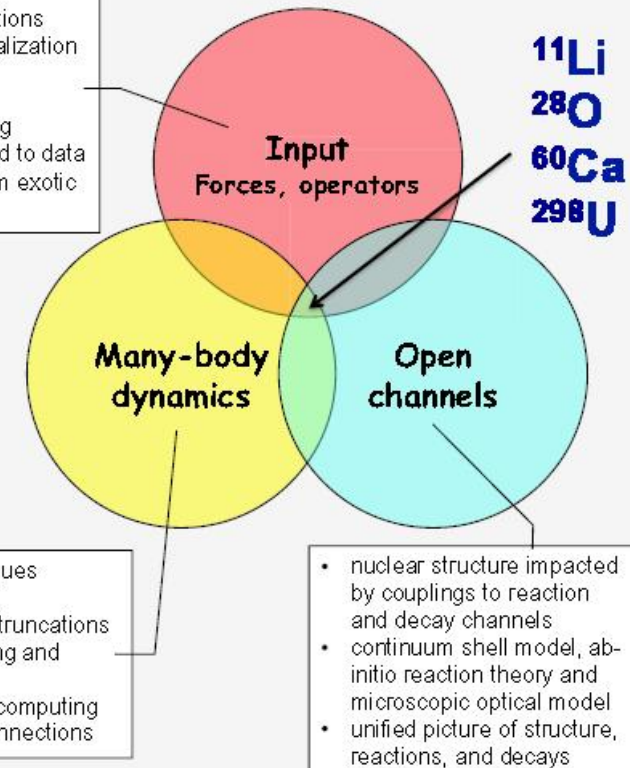 tions
alization
g
d to data
m exotic
Input
Forces, operators
¹¹Li
²⁸O
⁶⁰Ca
²⁹⁸U
Many-body
dynamics
Open
channels
ues
truncations
ng and
computing
nnections
• nuclear structure impacted
by couplings to reaction
and decay channels
• continuum shell model, ab-
initio reaction theory and
microscopic optical model
• unified picture of structure,
reactions, and decays